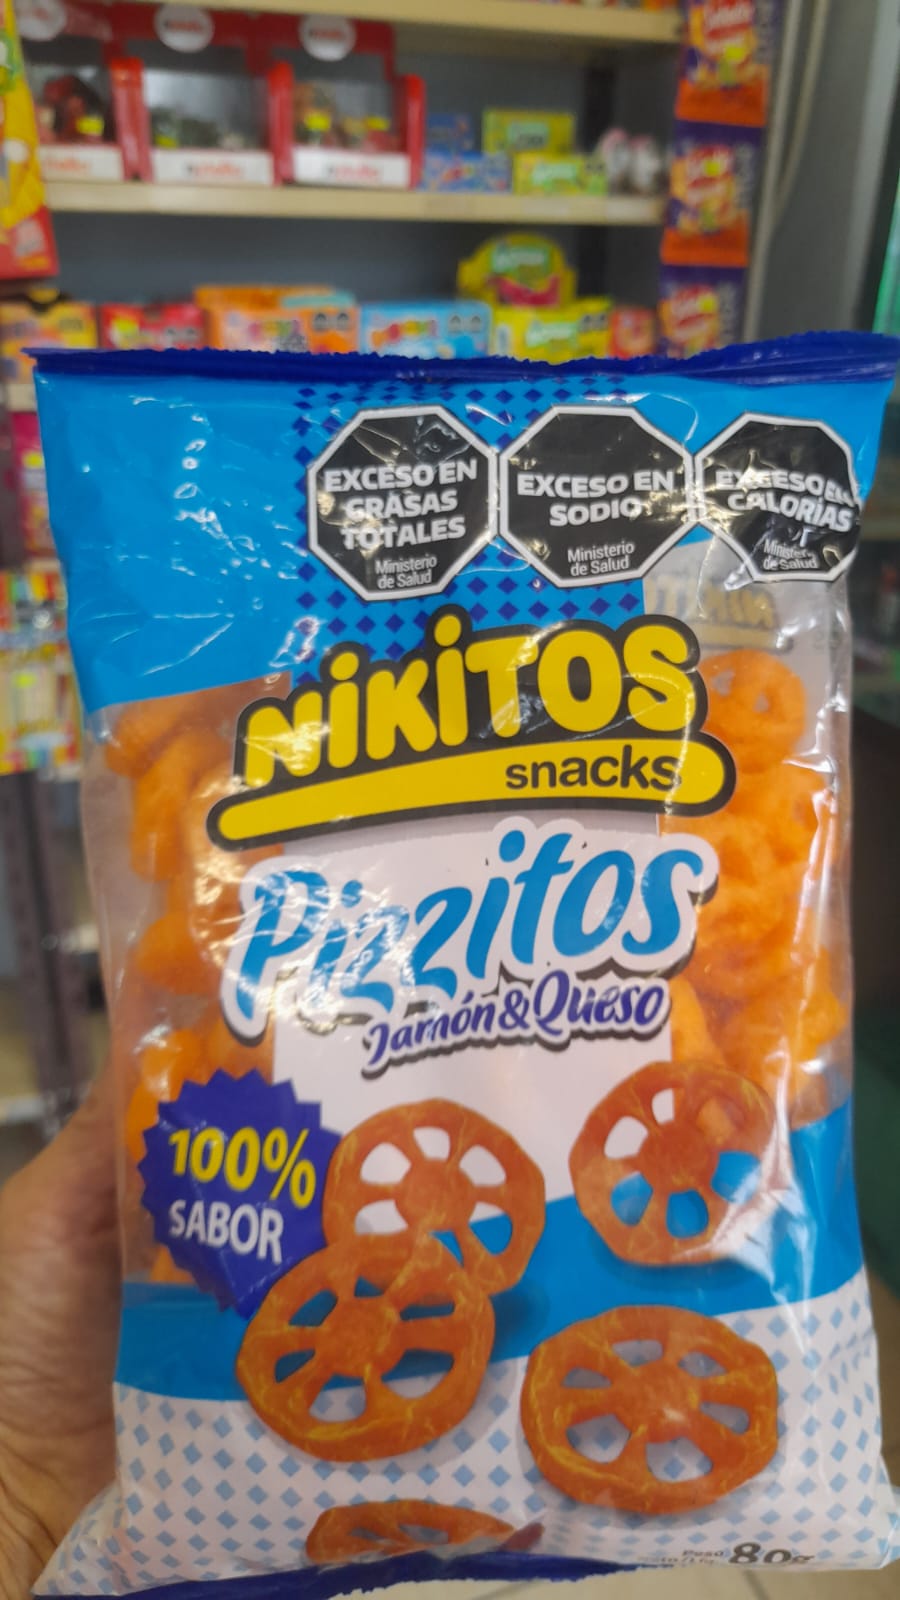 EXCESO EN
GRASAS
TOTALES
Ministerio
de Salud
EXCESO EN
SODIO
Ministerio
de Salud
EXCESO EN
CALORÍAS
Ministerio
de Salud
NiKiTOS
snacks
Pizzitos
Jamón&Queso
100%
SABOR
Peso
80g